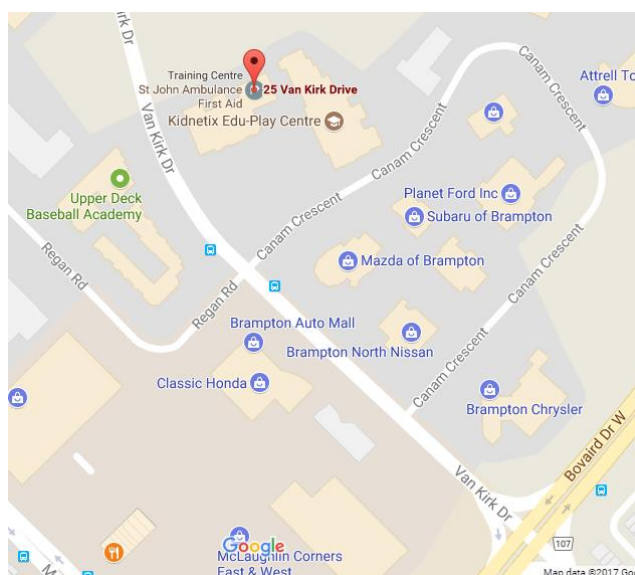 Kirk Dr
Van Kirk Dr
Training Centre
St John Ambulance
First Aid
25 Van Kirk Drive
Kidnetix Edu-Play Centre
Attrell To
Upper Deck
Baseball Academy
Canam Crescent
Canam Crescent
Planet Ford Inc
Subaru of Brampton
Canam Crescent
Regan Rd
Canam Crescent
Mazda of Brampton
Regan Rd
Brampton Auto Mall
Brampton North Nissan
Classic Honda
Canam Crescent
Brampton Chrysler
Bovaird Dr W
Van Kirk Dr
107
Google
McLaughlin Corners
East & West
M
Map data ©2017 Goo